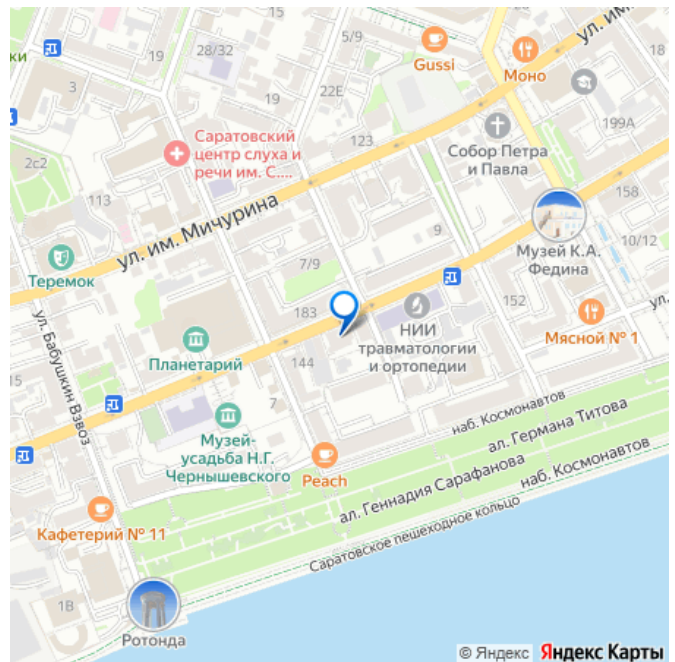 ки
19
28/32
5/9
Gussi
Моно
ул. им.
18
3
19
22Е
199А
Саратовский
центр слуха и
речи им. С....
123
Собор Петра
и Павла
2с2
113
158
ул. им. Мичурина
9
Музей К.А.
Федина
10/12
Теремок
7/9
183
152
НИИ
травматологии
и ортопедии
Мясной № 1
ул.
15
Планетарий
144
ул. Бабушкин Взвоз
7
Музей-
усадьба Н.Г.
Чернышевского
наб. Космонавтов
ал. Германа Титова
Peach
ал. Геннадия Сарафанова
наб. Космонавтов
Кафетерий № 11
Саратовское пешеходное кольцо
1В
Ротонда
© Яндекс Яндекс Карты